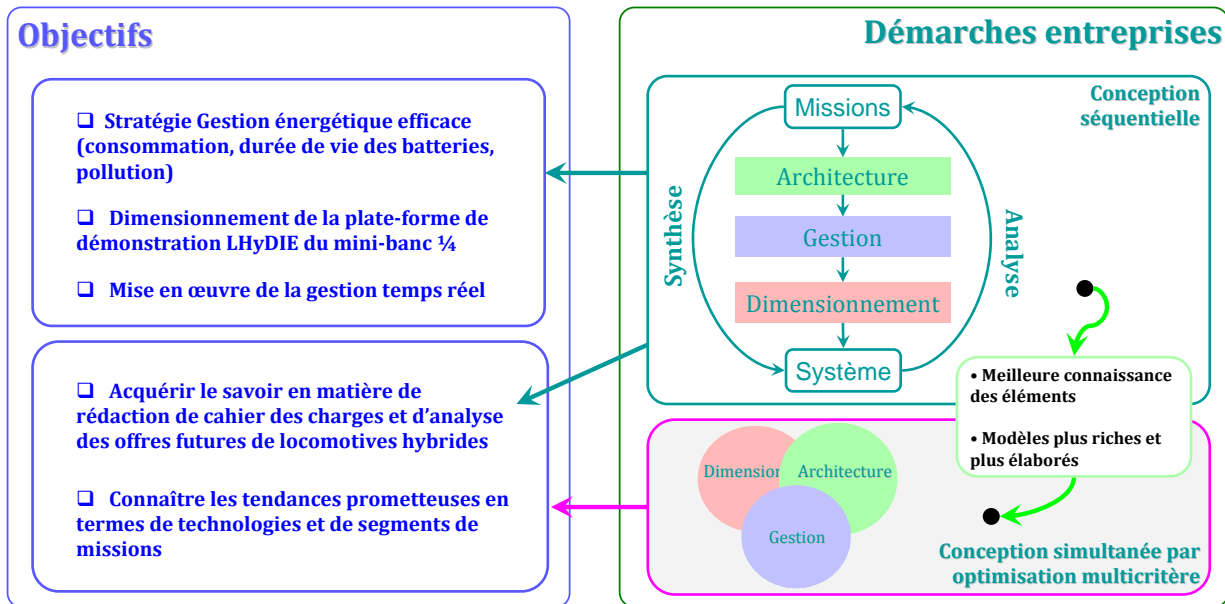 Objectifs
❑ Stratégie Gestion énergétique efficace
(consommation, durée de vie des batteries,
pollution)
❑ Dimensionnement de la plate-forme de
démonstration LHyDIE du mini-banc ¼
❑ Mise en œuvre de la gestion temps réel
❑ Acquérir le savoir en matière de
rédaction de cahier des charges et d’analyse
des offres futures de locomotives hybrides
❑ Connaître les tendances prometteuses en
termes de technologies et de segments de
missions
Démarches entreprises
Conception
séquentielle
Missions
Architecture
Gestion
Dimensionnement
Système
Synthèse
Analyse
• Meilleure connaissance
des éléments
• Modèles plus riches et
plus élaborés
Dimension
Architecture
Gestion
Conception simultanée par
optimisation multicritère